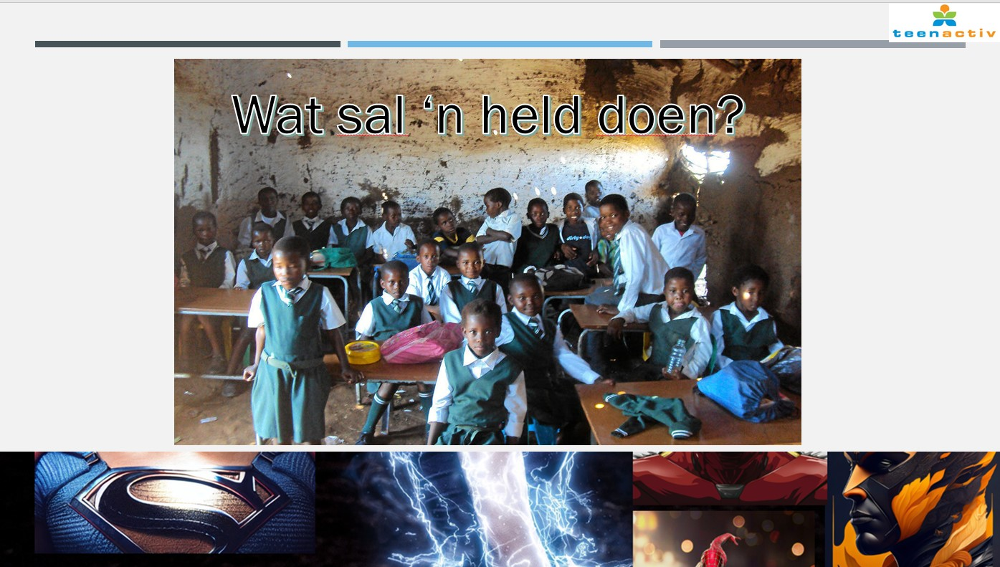 teenactiv
Wat sal ‘n held doen?